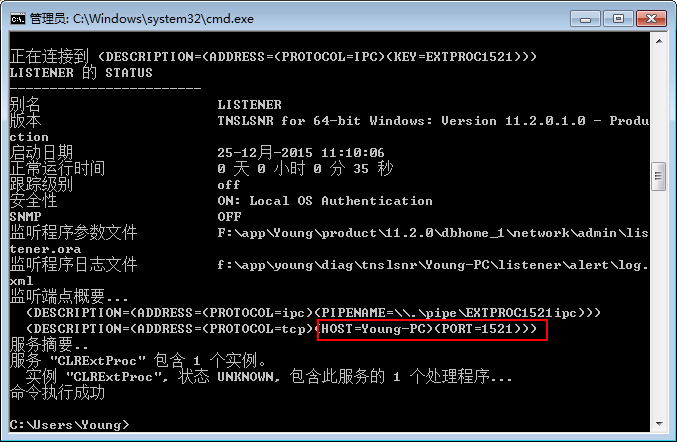 管理员: C:\Windows\system32\cmd.exe
正在连接到 (DESCRIPTION=(ADDRESS=(PROTOCOL=IPC)(KEY=EXTPROC1521)))
LISTENER 的 STATUS
------------------------
别名 LISTENER
版本 TNSLSNR for 64-bit Windows: Version 11.2.0.1.0 - Produ
ction
启动日期 25-12月-2015 11:10:06
正常运行时间 0 天 0 小时 0 分 35 秒
跟踪级别 off
安全性 ON: Local OS Authentication
SNMP OFF
监听程序参数文件 F:\app\Young\product\11.2.0\dbhome_1\network\admin\lis
tener.ora
监听程序日志文件 f:\app\young\diag\tnslsnr\Young-PC\listener\alert\log.
xml
监听端点概要...
(DESCRIPTION=(ADDRESS=(PROTOCOL=ipc)(PIPENAME=\\.\pipe\EXTPROC1521ipc)))
(DESCRIPTION=(ADDRESS=(PROTOCOL=tcp)(HOST=Young-PC)(PORT=1521)))
服务摘要..
服务 "CLRExtProc" 包含 1 个实例。
实例 "CLRExtProc", 状态 UNKNOWN, 包含此服务的 1 个处理程序...
命令执行成功
C:\Users\Young>